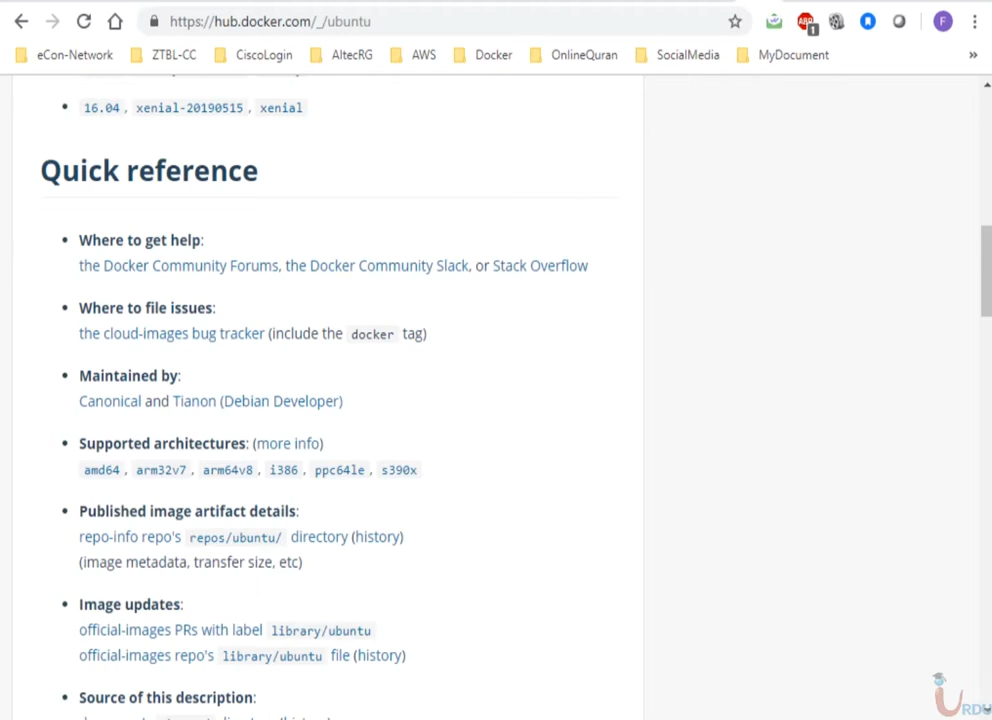 https://hub.docker.com/_/ubuntu
ABP
1
F
eCon-Network ZTBL-CC CiscoLogin AltecRG AWS Docker OnlineQuran SocialMedia MyDocument »
16.04, xenial-20190515, xenial
Quick reference
Where to get help:
the Docker Community Forums, the Docker Community Slack, or Stack Overflow
Where to file issues:
the cloud-images bug tracker (include the docker tag)
Maintained by:
Canonical and Tianon (Debian Developer)
Supported architectures: (more info)
amd64, arm32v7, arm64v8, i386, ppc64le, s390x
Published image artifact details:
repo-info repo's repos/ubuntu/ directory (history)
(image metadata, transfer size, etc)
Image updates:
official-images PRs with label library/ubuntu
official-images repo's library/ubuntu file (history)
Source of this description:
URDU